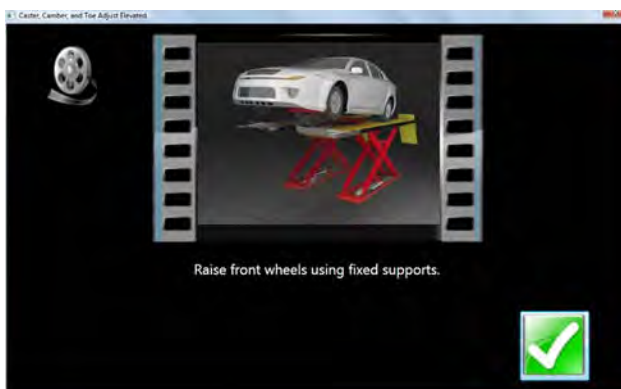 Caster, Camber, and Toe Adjust Elevated
Raise front wheels using fixed supports.